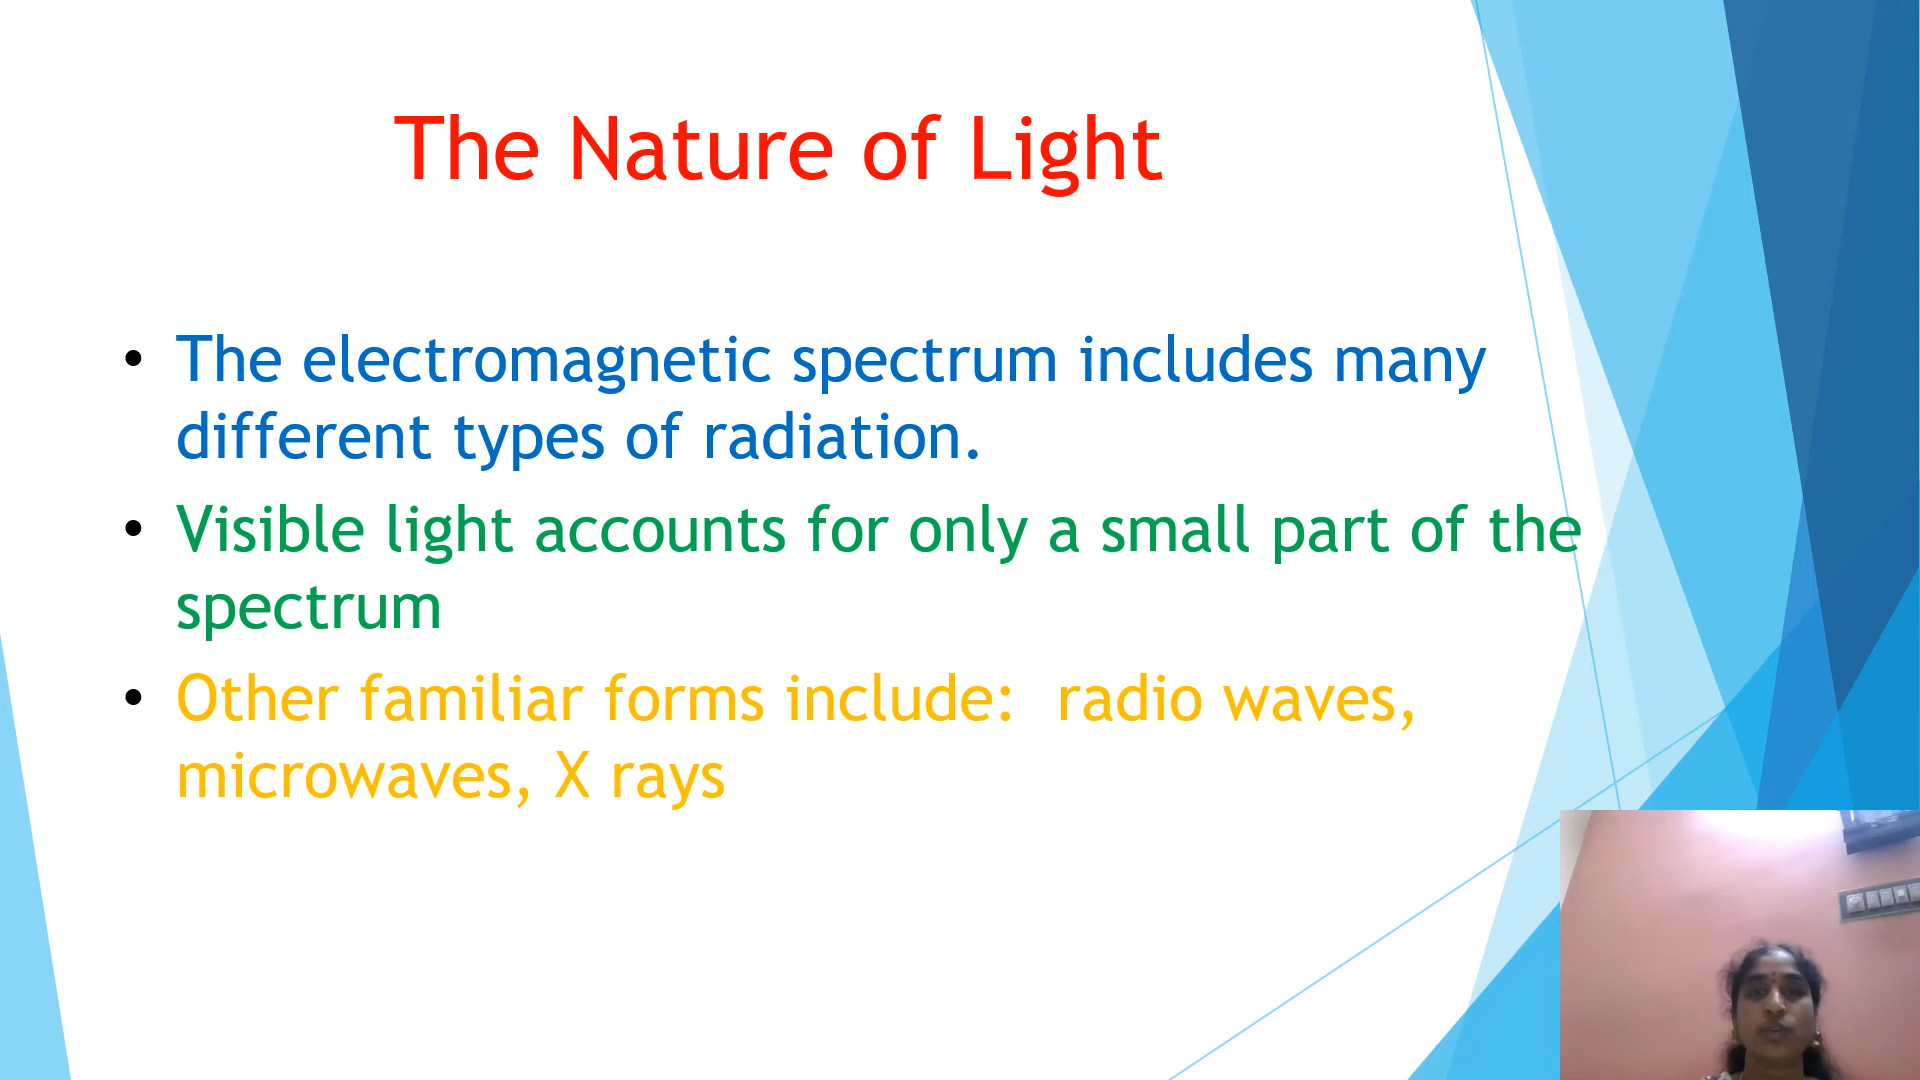 The Nature of Light
• The electromagnetic spectrum includes many
different types of radiation.
• Visible light accounts for only a small part of the
spectrum
• Other familiar forms include:  radio waves,
microwaves, X rays